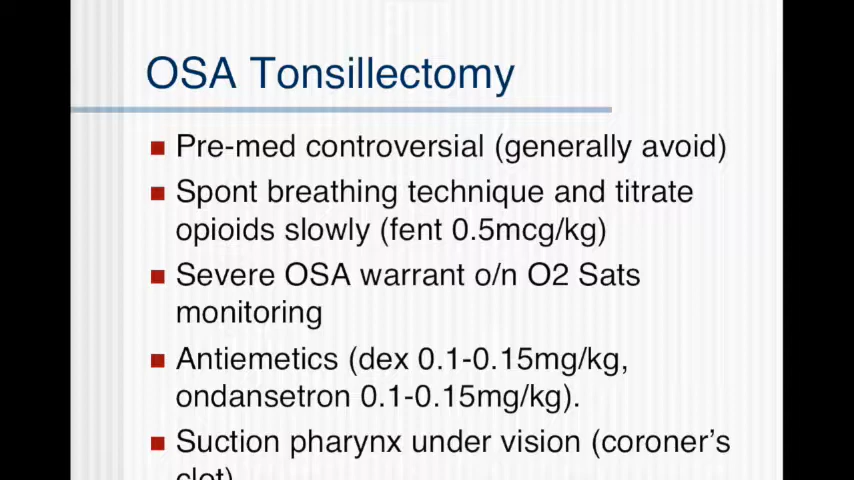 OSA Tonsillectomy
Pre-med controversial (generally avoid)
Spont breathing technique and titrate
opioids slowly (fent 0.5mcg/kg)
Severe OSA warrant o/n O2 Sats
monitoring
Antiemetics (dex 0.1-0.15mg/kg,
ondansetron 0.1-0.15mg/kg).
Suction pharynx under vision (coroner's
clot)